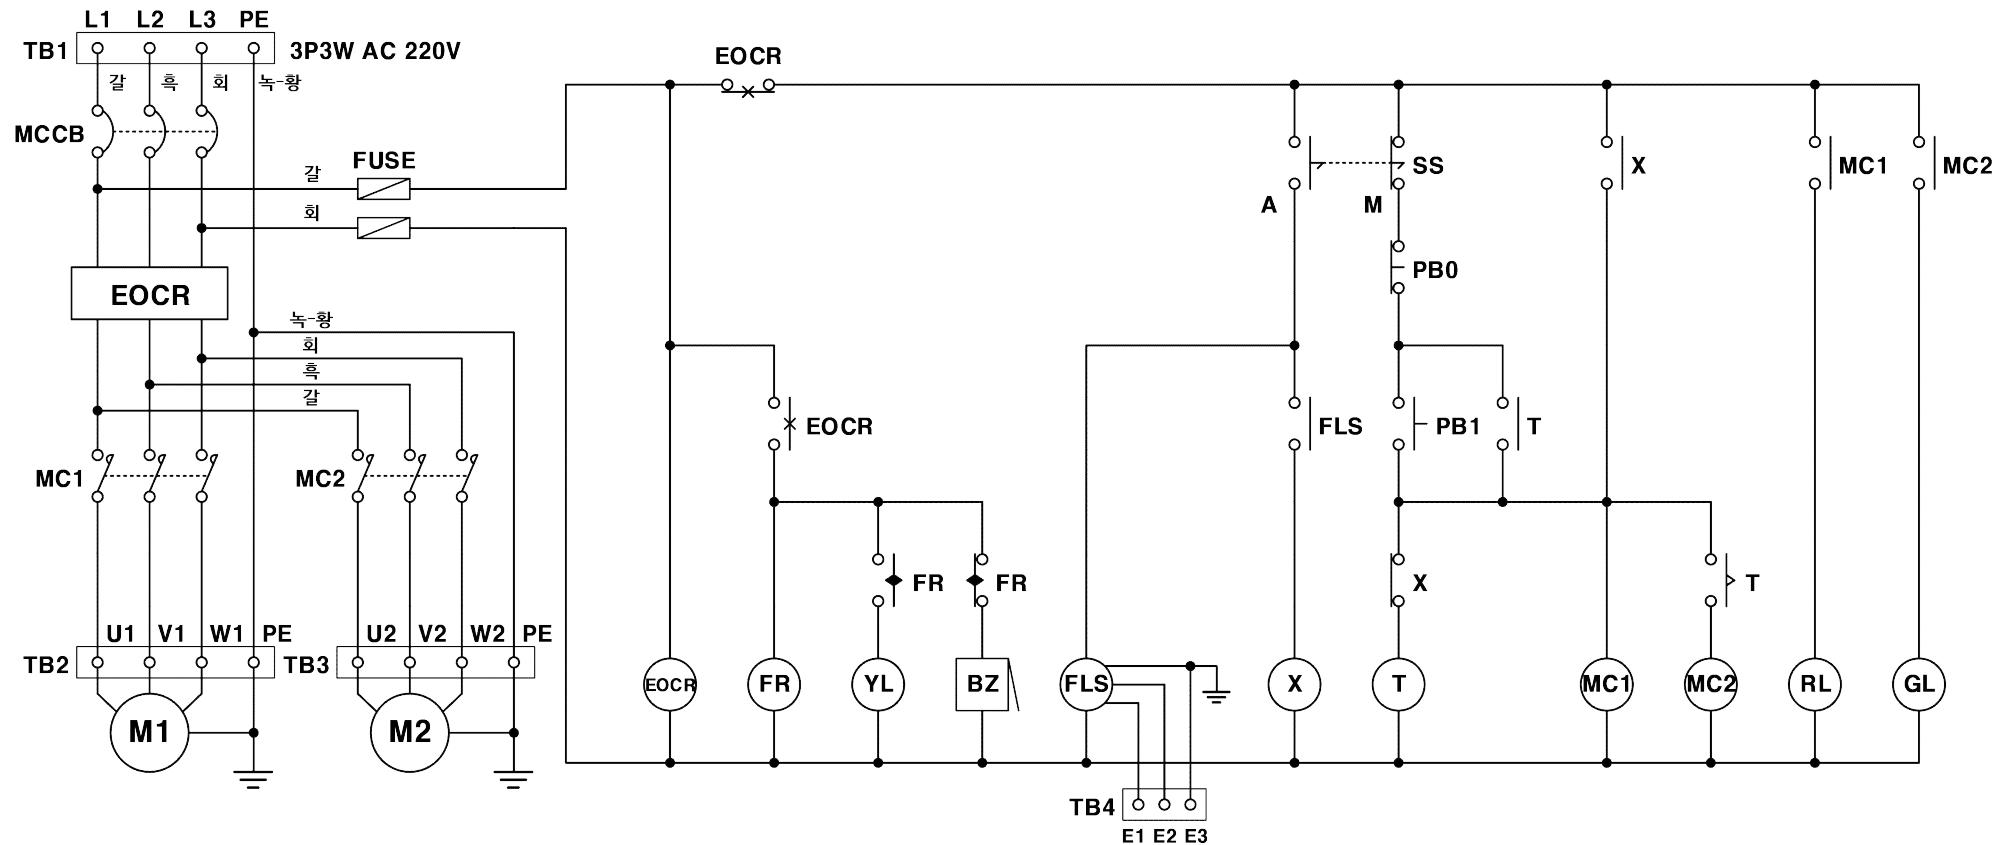 L1 L2 L3 PE
TB1
3P3W AC 220V
갈 흑 회 녹-황
EOCR
MCCB
FUSE
갈
회
SS
X
MC1
MC2
A
M
PB0
EOCR
녹-황
회
흑
갈
EOCR
FLS
PB1
T
MC1
MC2
FR
FR
X
T
U1 V1 W1 PE
U2 V2 W2 PE
TB2
TB3
EOCR
FR
YL
BZ
FLS
X
T
MC1
MC2
RL
GL
M1
M2
TB4
E1 E2 E3